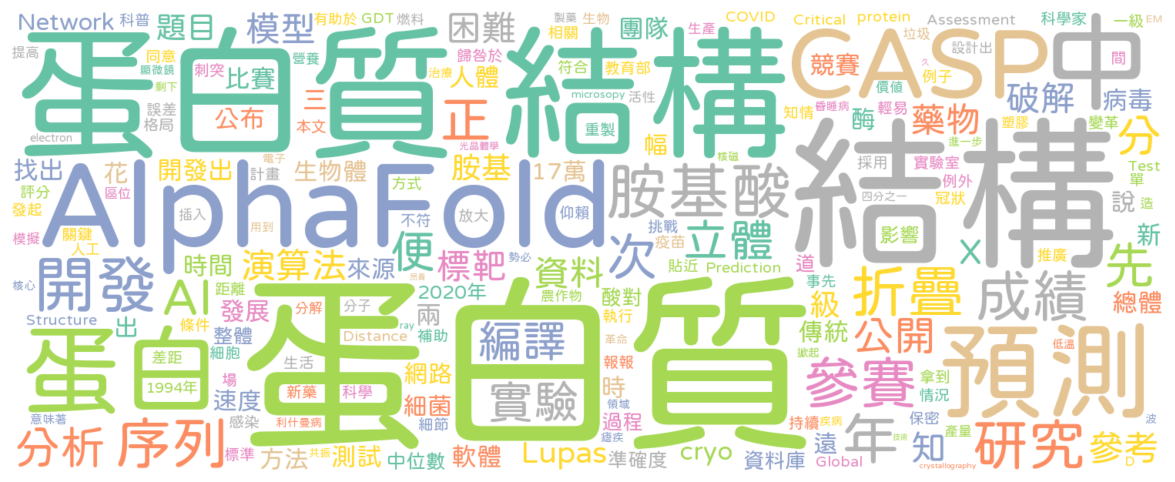 Network 科普 題目 模型 有助於 GDT 燃料 困難 製藥 生物 團隊 生產 COVID Critical protein Assessment 科學家 一級 EM
提高 同意 顯微鏡 剩下 刺突 比賽 營養 治療 歸各於 人體 相關 符合 教育部 垃圾 設計出 中 間
蛋白質結構 CASP
誤差 格局 公布 三 本文 正 microsopy 活性 重製 幅 競賽 例子 價值 久 破解 病毒
electron 光晶體學 知情 昏睡病 輕易 酶 藥物 塑膠 變革 分
找出 花 開發出 電子 計畫 生物體 胺基 17萬 核磁 進一步 採用 實驗室 例外 Test 單
評分 發起 區位 方式 胺基酸 四分之一 冠狀 造
AlphaFold 結構
插入 用到 放大 不符 仰賴 挑戰 疫苗 立體 影響 說 新
模擬 關鍵 人工 便 勢必 次 道 X 推廣 先
核心 開發 時間 演算法 來源 標靶 資料 貼近 Prediction 事先 折疊 成績 低溫
AI 距離 2020年 農作物 酸對 級 總體
Structure 出 發展 分解 分子 兩 執行 傳統 公開 預測
條件 整體 Distance ray 補助 編譯 革命 掀起
蛋白 蛋白質
差距 細胞 生活 網路 報報 時 參賽 拿到
1994年 場 速度 新藥 科學 實驗 領域 情況
意味著 感染 利什曼病 細菌 細節 過程 瘧疾 持續 疾病 年 保密 產量 波
分析 序列 標準 方法 共振 測試 中位數 軟體 Lupas 準確度 cryo 資料庫 遠 Global 知 技術 研究 參考 D
crystallography